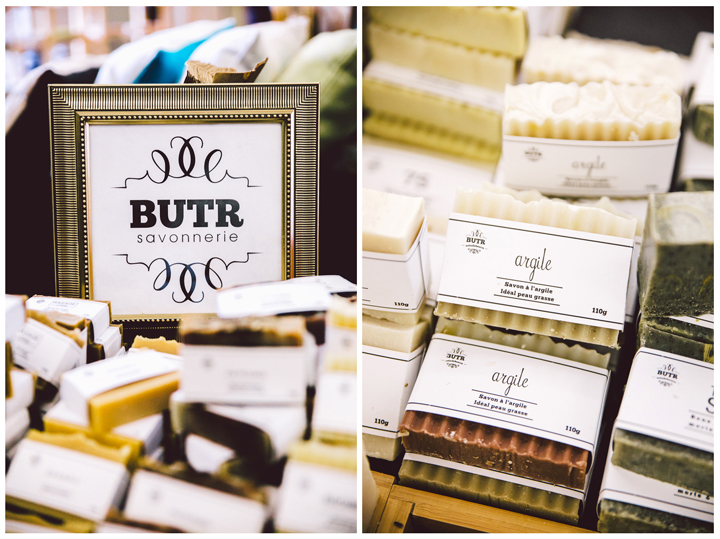 BUTR
savonnerie
argile
BUTR
argile
Savon à l'argile
Idéal peau grasse
110g
110g
BUTR
argile
Savon à l'argile
Idéal peau grasse
110g
110g
BUTR